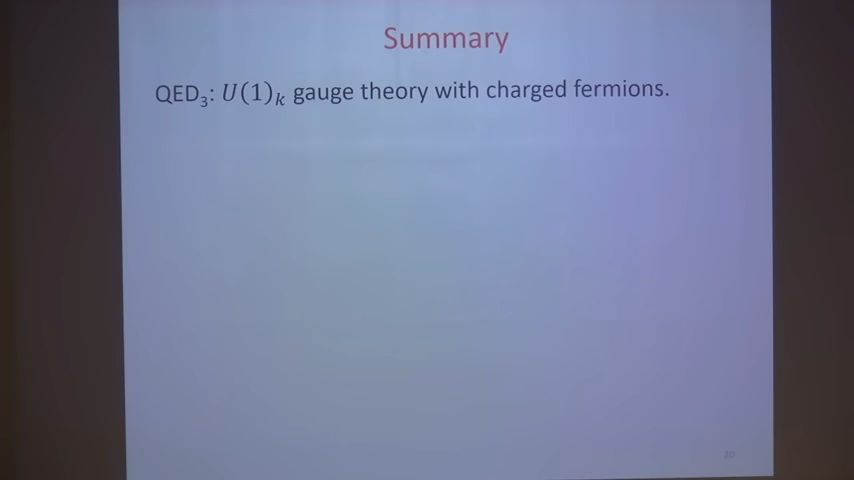 Summary
QED₃: U(1)ₖ gauge theory with charged fermions.